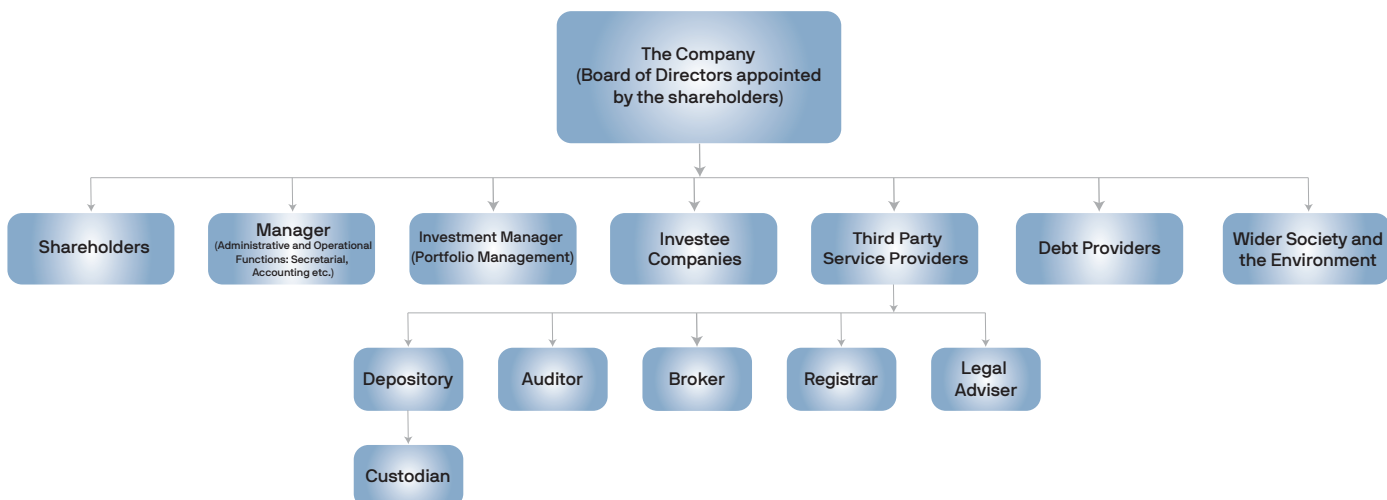 The Company
(Board of Directors appointed
by the shareholders)
Shareholders
Manager
(Administrative and Operational
Functions: Secretarial,
Accounting etc.)
Investment Manager
(Portfolio Management)
Investee
Companies
Third Party
Service Providers
Debt Providers
Wider Society and
the Environment
Depository
Auditor
Broker
Registrar
Legal
Adviser
Custodian